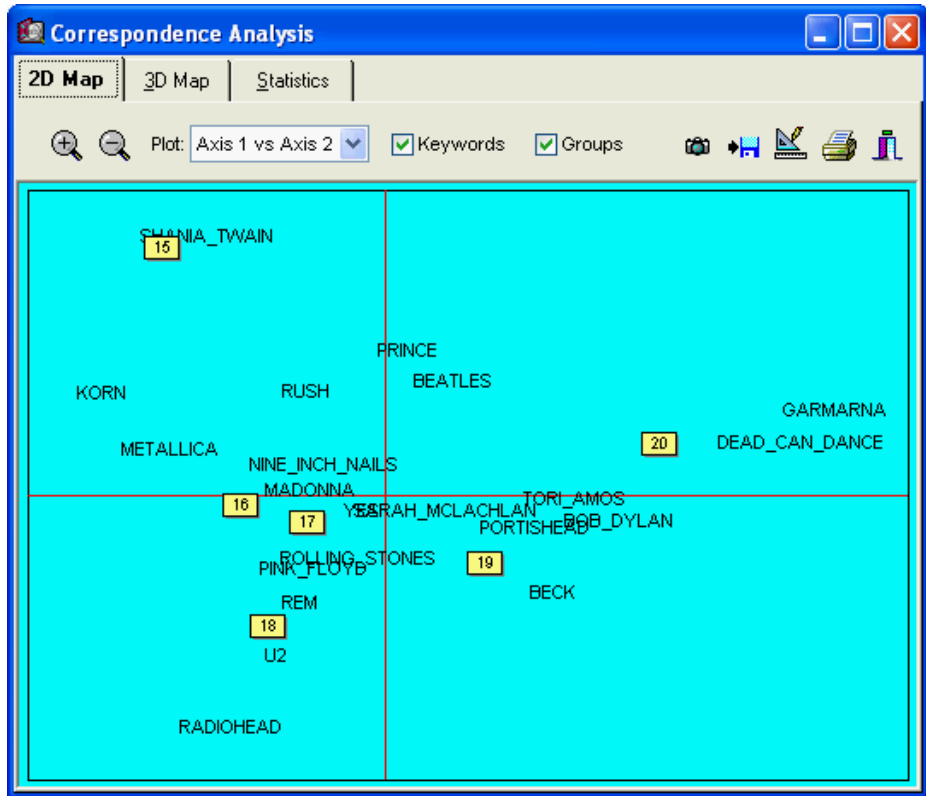 Correspondence Analysis
2D Map 3D Map Statistics
Plot: Axis 1 vs Axis 2 Keywords Groups
SHANIA_TWAIN
15
PRINCE
BEATLES
KORN
RUSH
GARMARNA
20
DEAD_CAN_DANCE
METALLICA
NINE_INCH_NAILS
MADONNA
16
TORI_AMOS
YES
SARAH_MCLACHLAN
17
PORTISHEAD
BOB_DYLAN
ROLLING_STONES
19
PINK_FLOYD
BECK
REM
18
U2
RADIOHEAD